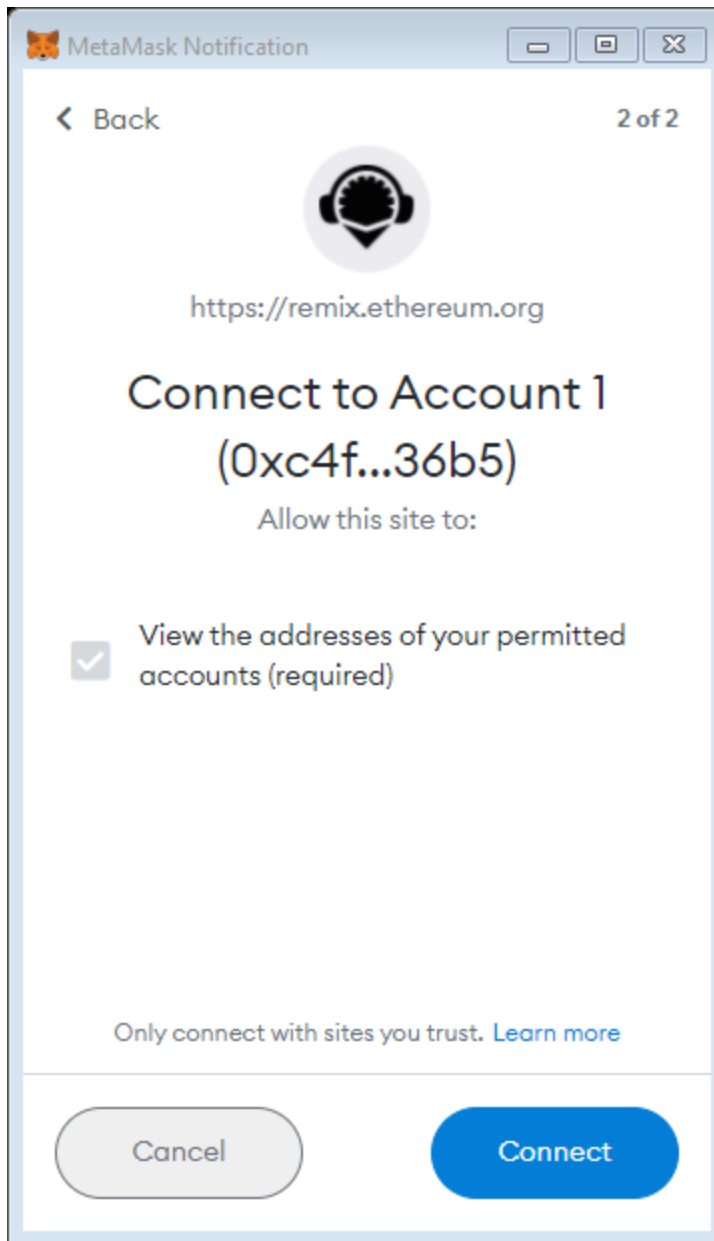 MetaMask Notification
Back
2 of 2
https://remix.ethereum.org
Connect to Account 1
(0xc4f...36b5)
Allow this site to:
View the addresses of your permitted
accounts (required)
Only connect with sites you trust. Learn more
Cancel
Connect